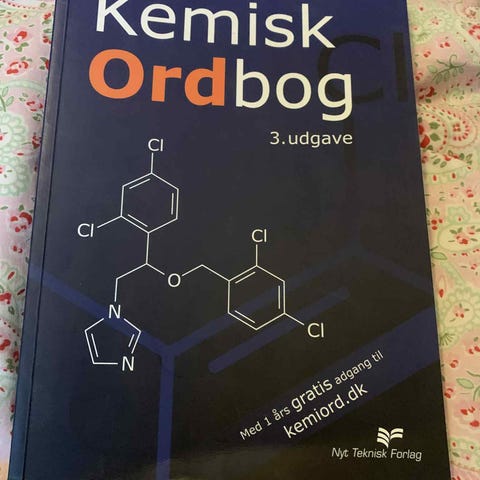 Kemisk
Ordbog
3.udgave
Cl
Cl
Cl
Cl
Cl
O
N
N
Med 1 års gratis adgang til
kemiord.dk
Nyt Teknisk Forlag